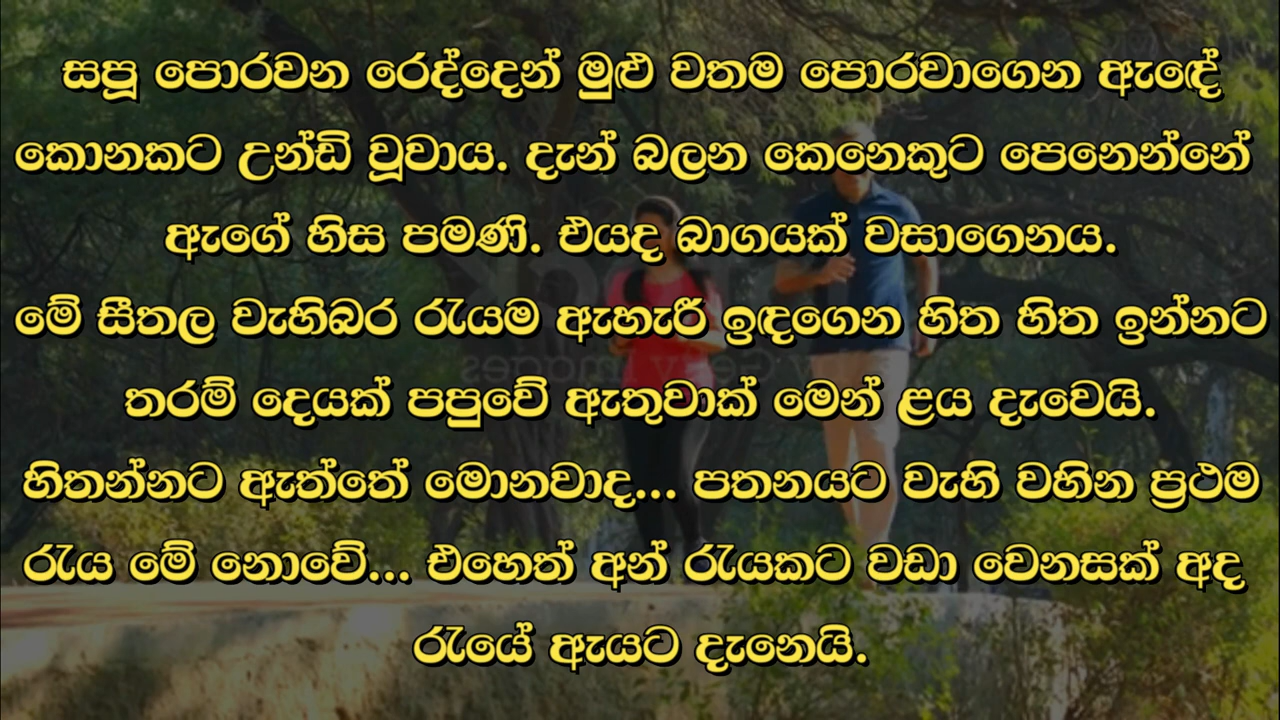 සපූ පොරවන රෙද්දෙන් මුළු වතම පොරවාගෙන ඇඳේ
කොනකට උන්ඩි වූවාය. දැන් බලන කෙනෙකුට පෙනෙන්නේ
ඇගේ හිස පමණි. එයද බාගයක් වසාගෙනය.
මේ සීතල වැහිබර රැයම ඇහැරී ඉඳගෙන හිත හිත ඉන්නට
තරම් දෙයක් පපුවේ ඇතුවාක් මෙන් ළය දැවෙයි.
හිතන්නට ඇත්තේ මොනවාද... පතනයට වැහි වහින ප්‍රථම
රැය මේ නොවේ... එහෙත් අන් රැයකට වඩා වෙනසක් අද
රැයේ ඇයට දැනෙයි.